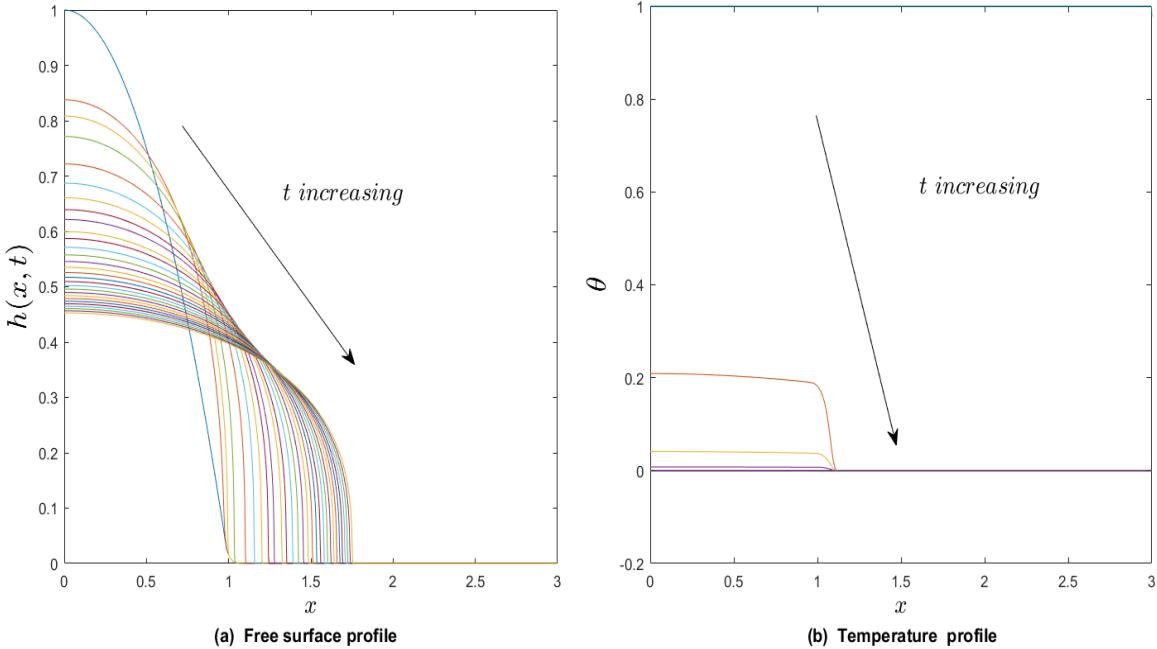 1
0.9
0.8
0.7
0.6
0.5
0.4
0.3
0.2
0.1
0
h(x, t)
t increasing
0 0.5 1 1.5 2 2.5 3
x
(a) Free surface profile
1
0.8
0.6
0.4
0.2
0
-0.2
θ
t increasing
0 0.5 1 1.5 2 2.5 3
x
(b) Temperature profile